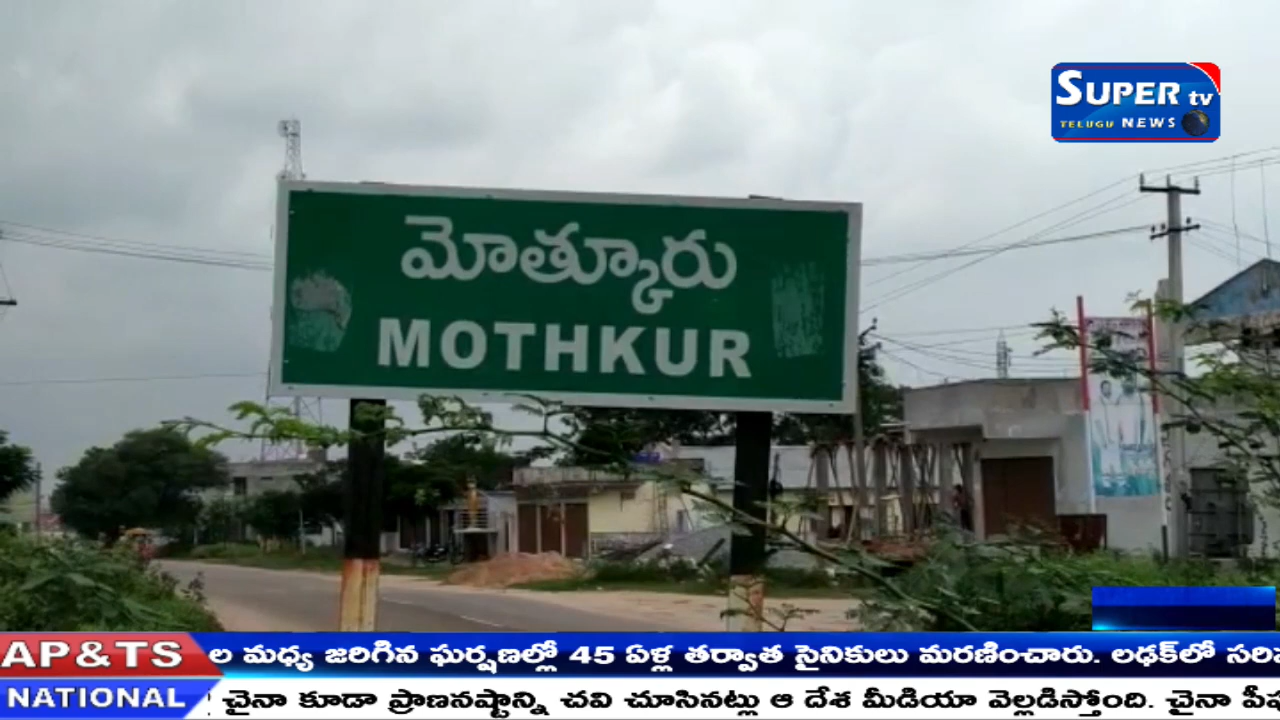 SUPER tv
TELUGU NEWS
మోత్కూరు
MOTHKUR
AP&TS
ల మధ్య జరిగిన ఘర్షణల్లో 45 ఏళ్ల తర్వాత సైనికులు మరణించారు. లఢక్‌లో
NATIONAL
చైనా కూడా ప్రాణనష్టాన్ని చవి చూసినట్లు ఆ దేశ మీడియా వెల్లడిస్తోంది. చైనా